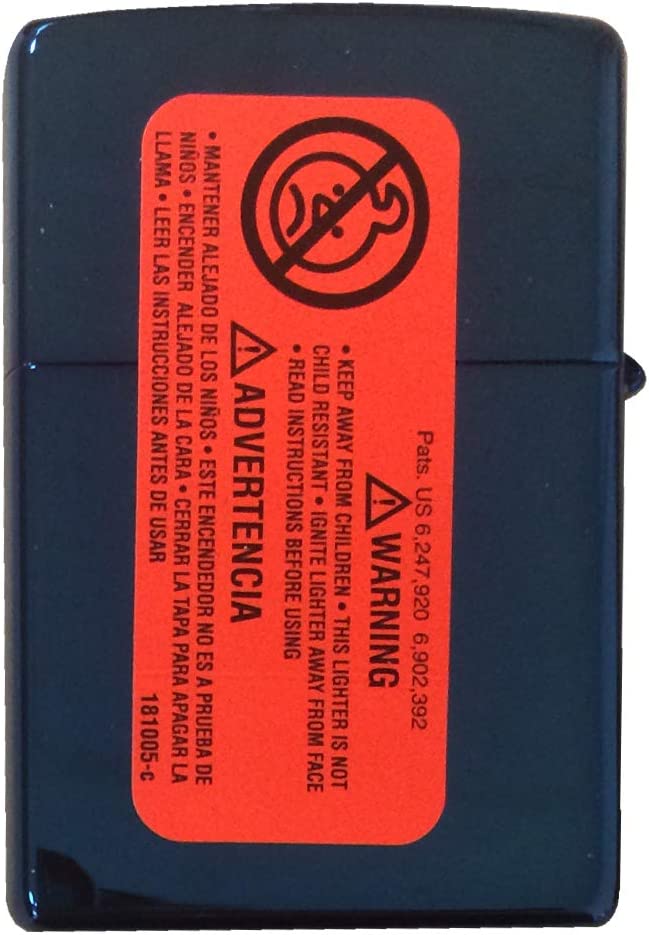 Pats. US 6,247,920 6,902,392
WARNING
• KEEP AWAY FROM CHILDREN • THIS LIGHTER IS NOT
CHILD RESISTANT • IGNITE LIGHTER AWAY FROM FACE
• READ INSTRUCTIONS BEFORE USING
ADVERTENCIA
• MANTENER ALEJADO DE LOS NIÑOS • ESTE ENCENDEDOR NO ES A PRUEBA DE
NIÑOS • ENCENDER ALEJADO DE LA CARA • CERRAR LA TAPA PARA APAGAR LA
LLAMA • LEER LAS INSTRUCCIONES ANTES DE USAR
181005-c